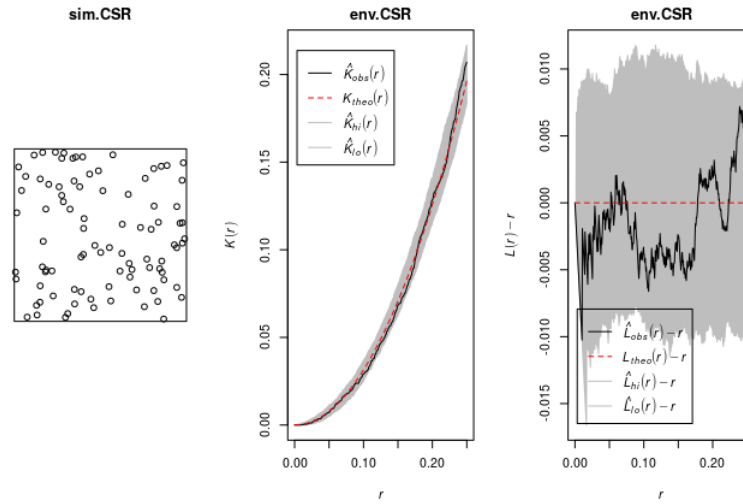 sim.CSR
env.CSR
K̂obs(r)
Ktheo(r)
K̂hi(r)
K̂lo(r)
K(r)
0.00
0.05
0.10
0.15
0.20
0.00
0.10
0.20
r
env.CSR
L(r) − r
0.010
0.005
0.000
-0.005
-0.010
-0.015
L̂obs(r) − r
Ltheo(r) − r
L̂hi(r) − r
L̂lo(r) − r
0.00
0.10
0.20
r